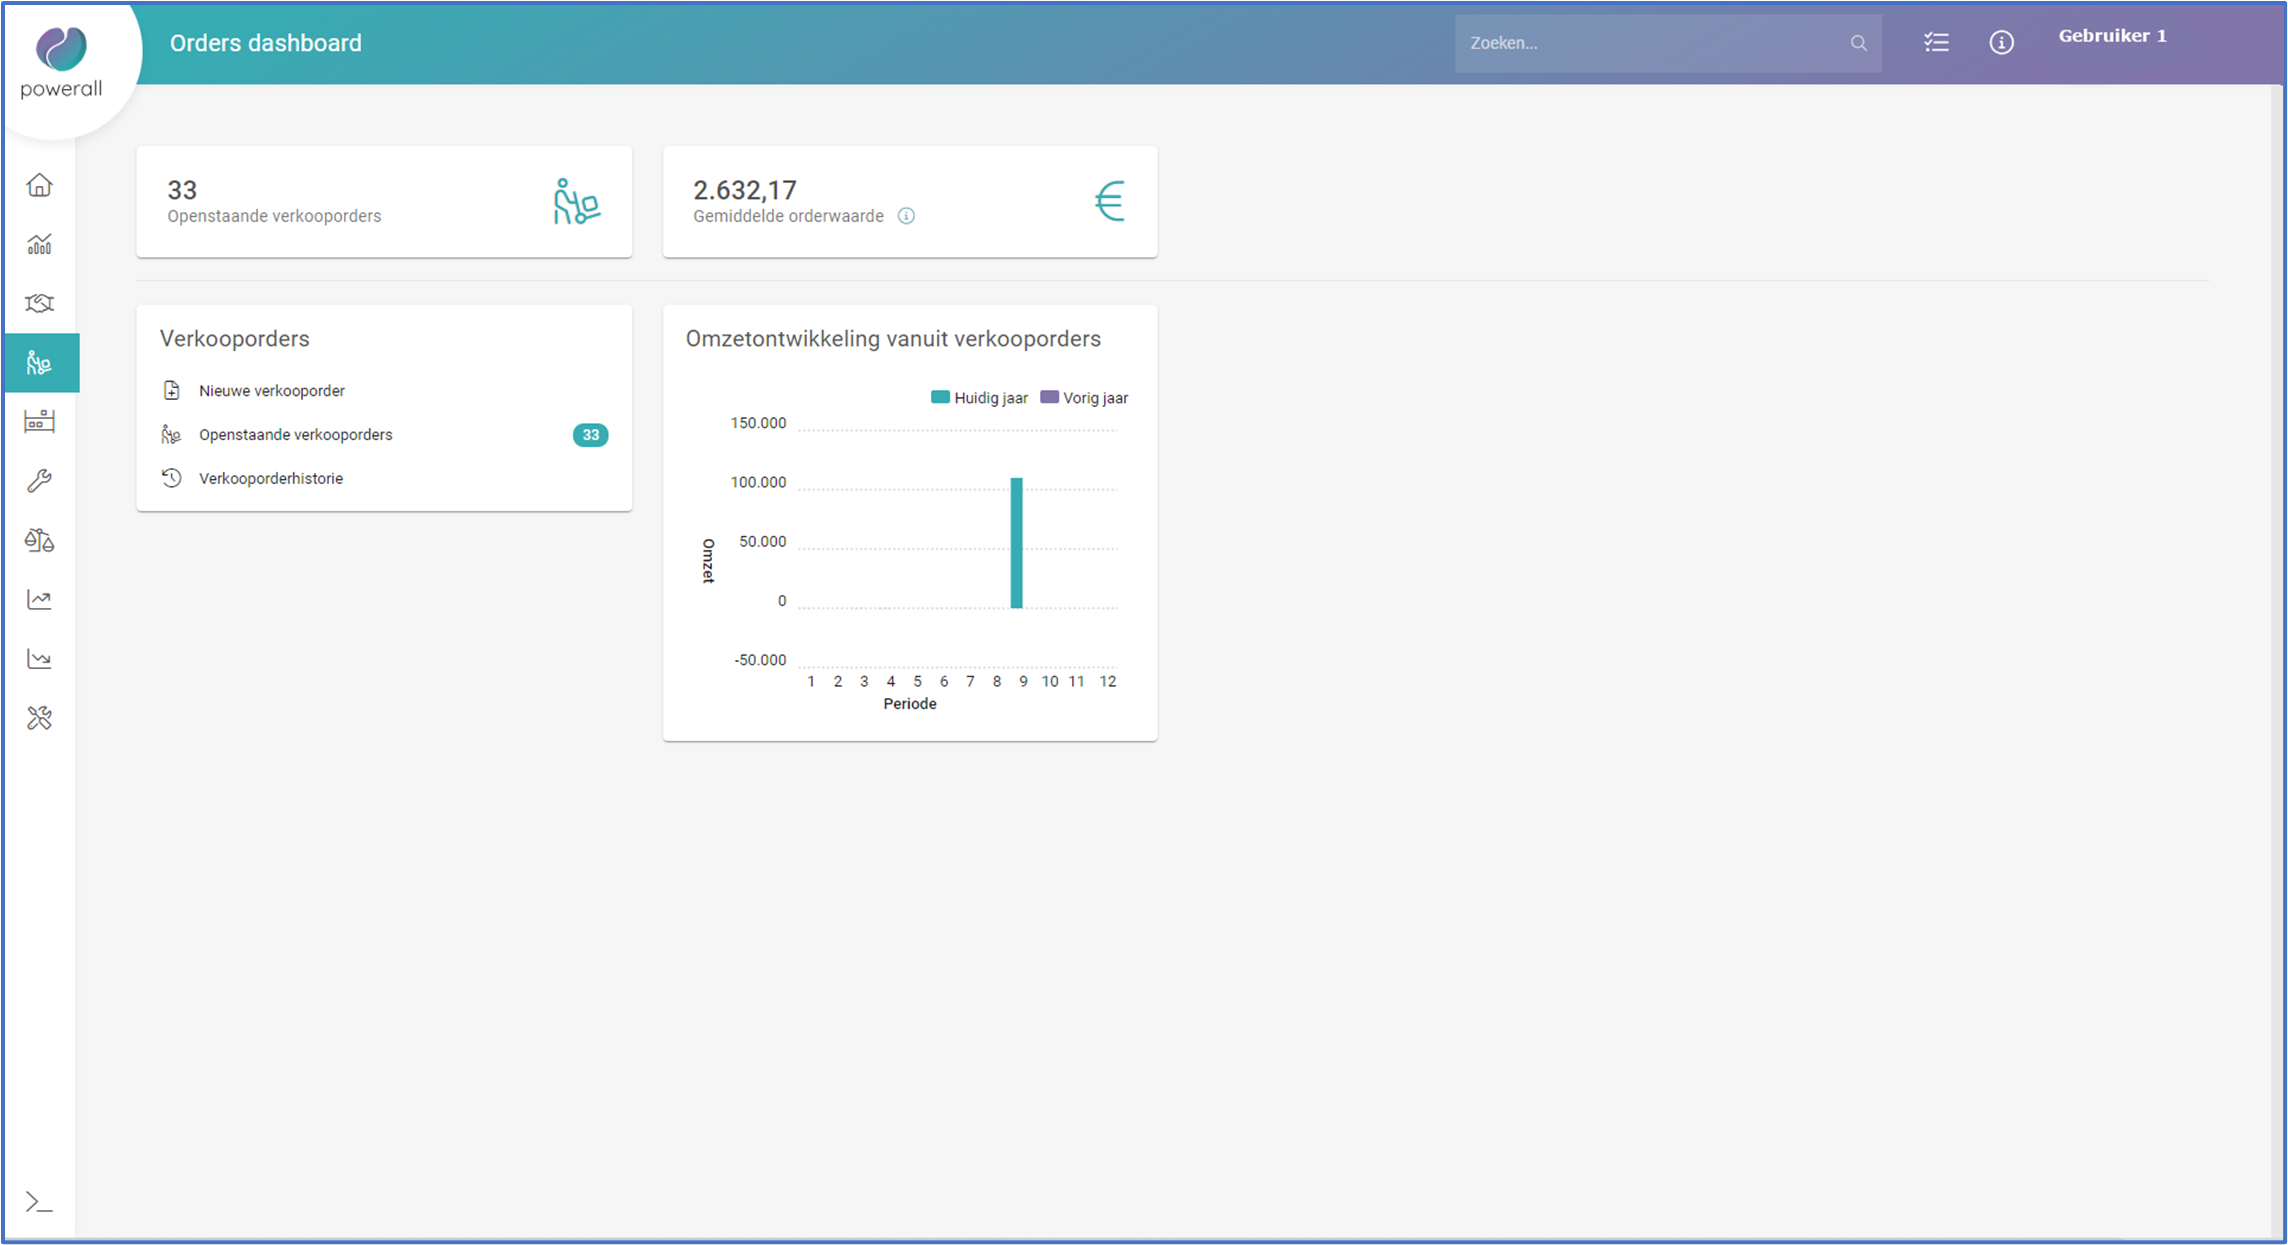 powerall
Orders dashboard
Zoeken...
Gebruiker 1
33
Openstaande verkooporders
2.632,17
Gemiddelde orderwaarde
Verkooporders
Nieuwe verkooporder
Openstaande verkooporders 33
Verkooporderhistorie
Omzetontwikkeling vanuit verkooporders
Huidig jaar Vorig jaar
150.000
100.000
50.000
0
-50.000
Omzet
1 2 3 4 5 6 7 8 9 10 11 12
Periode